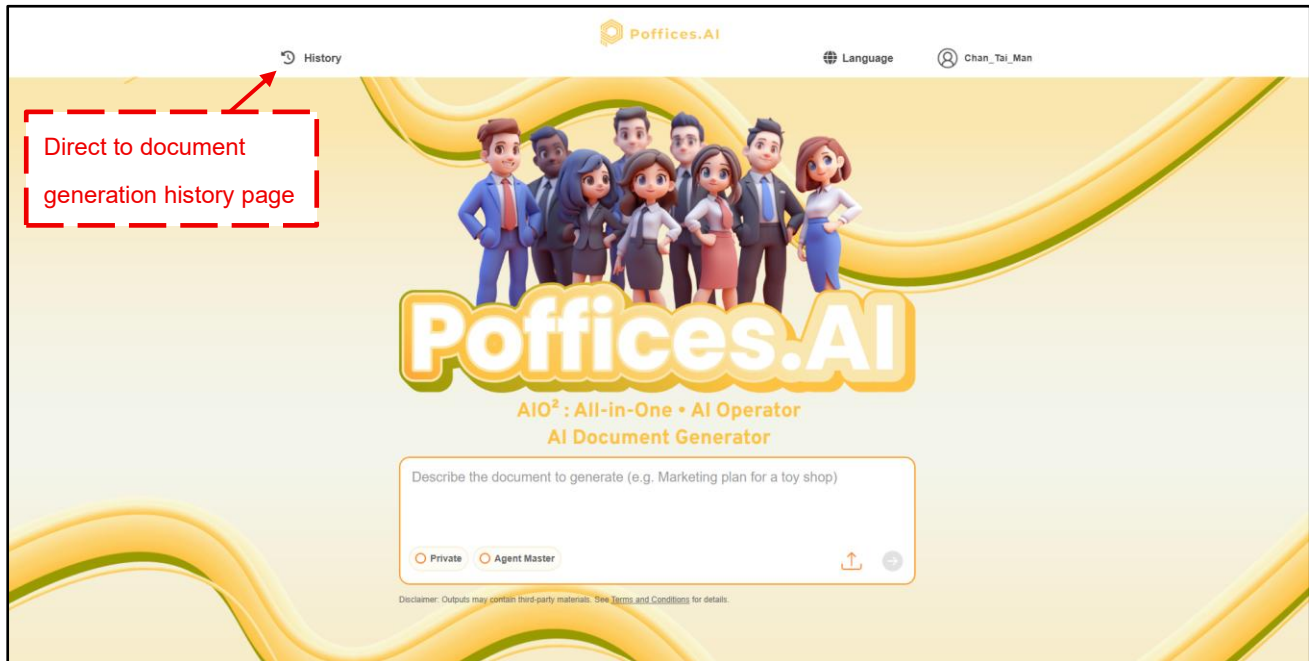 Poffices.AI
History
Language
Chan_Tai_Man
Direct to document
generation history page
Poffices.AI
AIO² : All-in-One • AI Operator
AI Document Generator
Describe the document to generate (e.g. Marketing plan for a toy shop)
Private
Agent Master
Disclaimer: Outputs may contain third-party materials. See Terms and Conditions for details.